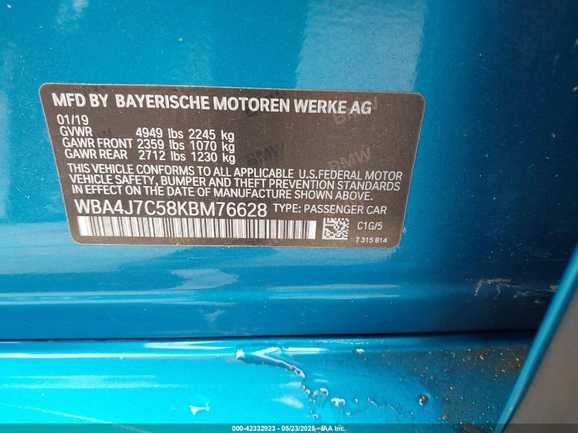 MFD BY BAYERISCHE MOTOREN WERKE AG
01/19
GVWR 4949 lbs 2245 kg
GAWR FRONT 2359 lbs 1070 kg
GAWR REAR 2712 lbs 1230 kg
THIS VEHICLE CONFORMS TO ALL APPLICABLE U.S.FEDERAL MOTOR
VEHICLE SAFETY, BUMPER, AND THEFT PREVENTION STANDARDS
IN EFFECT ON THE DATE OF MANUFACTURE SHOWN ABOVE.
WBA4J7C58KBM76628 TYPE: PASSENGER CAR
C1G/5
7 315 814
BMW
BMW
000-42332923 - 05/23/2025 - IAA, Inc.